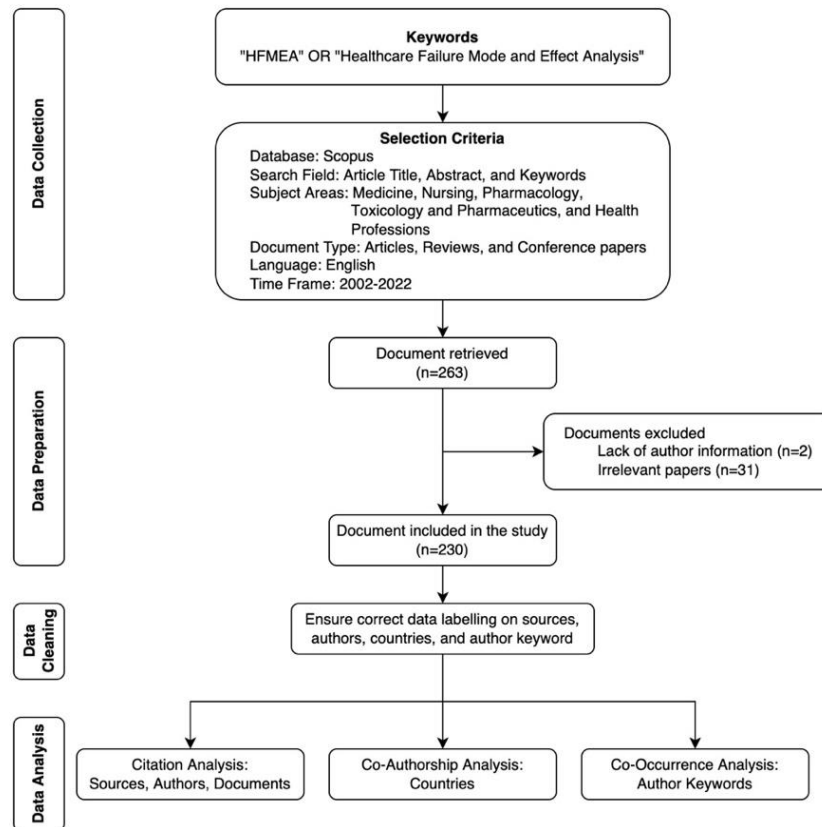 Data Collection
Keywords
"HFMEA" OR "Healthcare Failure Mode and Effect Analysis"
Selection Criteria
Database: Scopus
Search Field: Article Title, Abstract, and Keywords
Subject Areas: Medicine, Nursing, Pharmacology,
Toxicology and Pharmaceutics, and Health
Professions
Document Type: Articles, Reviews, and Conference papers
Language: English
Time Frame: 2002-2022
Data Preparation
Document retrieved
(n=263)
Documents excluded
Lack of author information (n=2)
Irrelevant papers (n=31)
Document included in the study
(n=230)
Data
Cleaning
Ensure correct data labelling on sources,
authors, countries, and author keyword
Data Analysis
Citation Analysis:
Sources, Authors, Documents
Co-Authorship Analysis:
Countries
Co-Occurrence Analysis:
Author Keywords